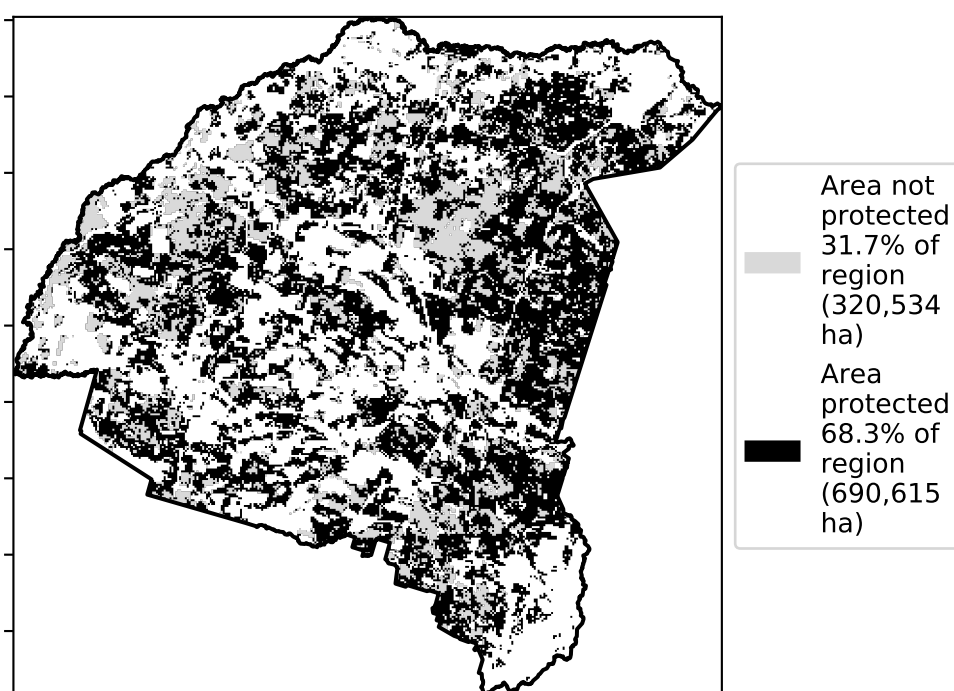 Area not
protected
31.7% of
region
(320,534
ha)
Area
protected
68.3% of
region
(690,615
ha)